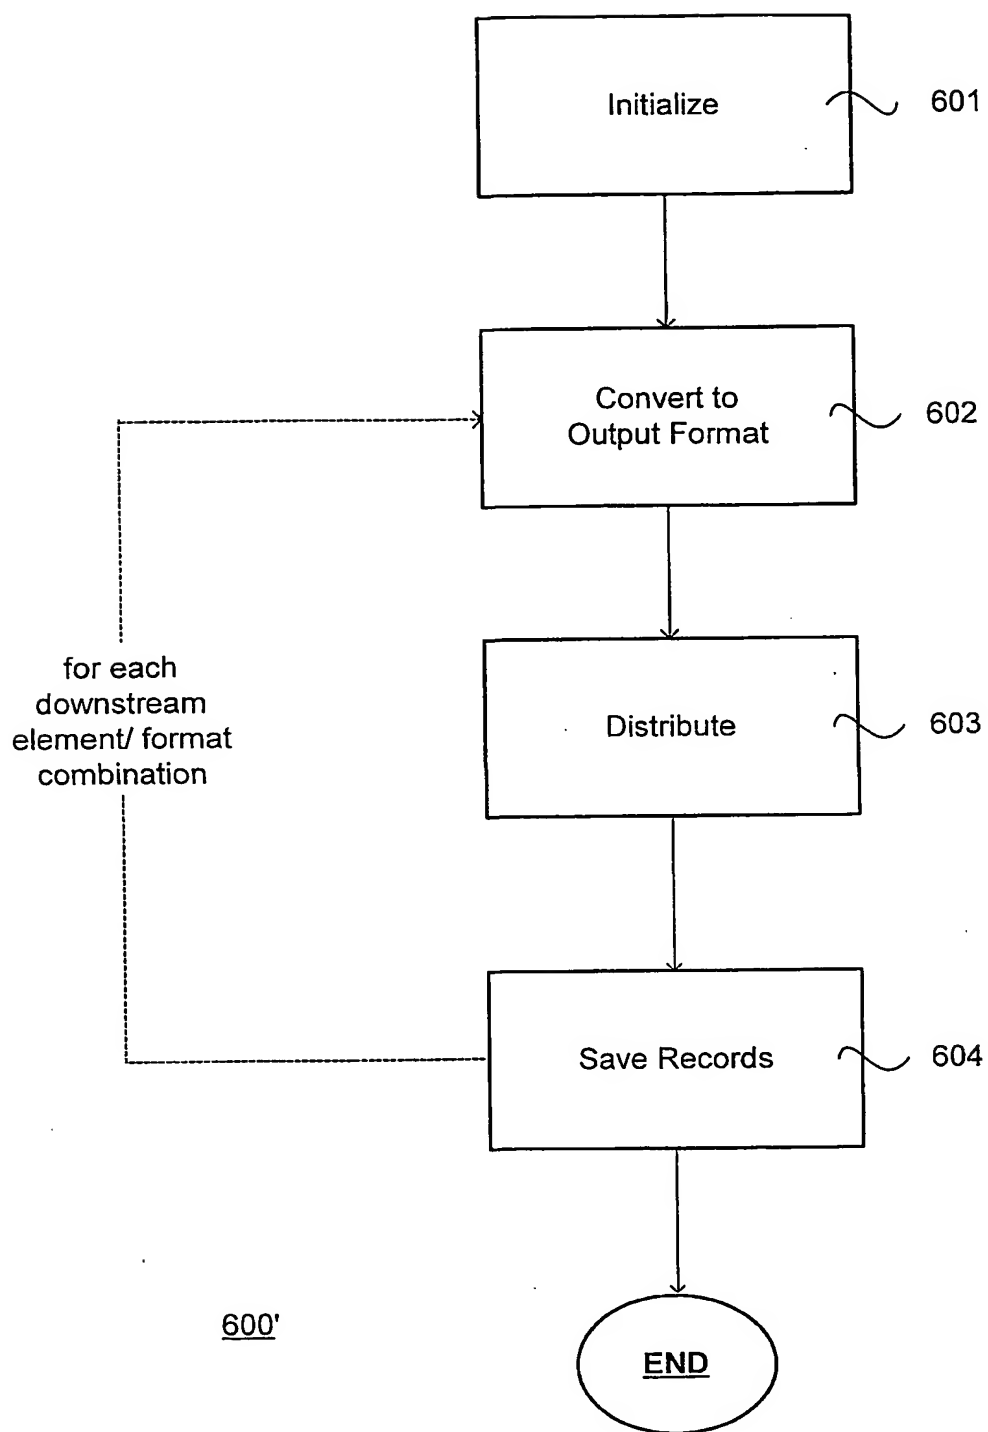 Initialize
601
Convert to
Output Format
602
for each
downstream
element/ format
combination
Distribute
603
Save Records
604
600'
END